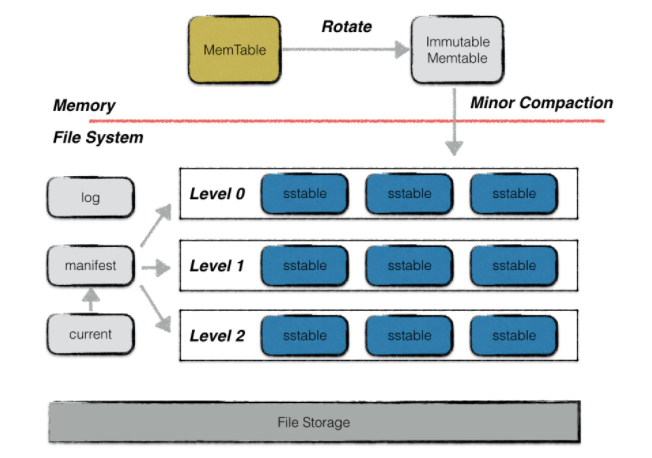 Rotate
MemTable
Immutable
Memtable
Memory
Minor Compaction
File System
log
Level 0
sstable
sstable
sstable
manifest
Level 1
sstable
sstable
sstable
current
Level 2
sstable
sstable
sstable
File Storage